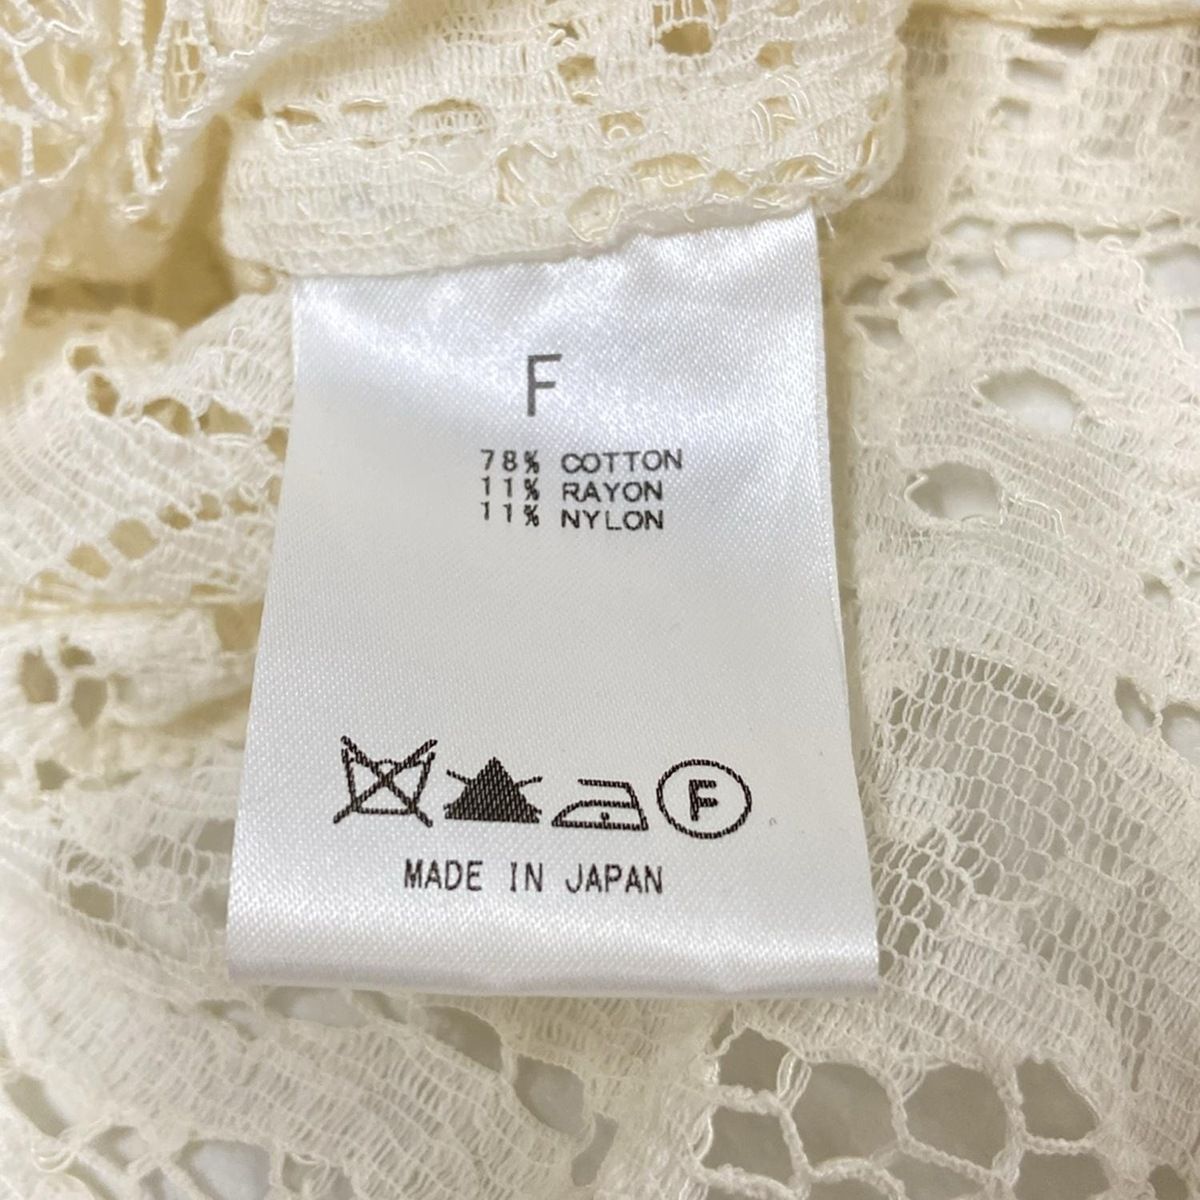 F
78% COTTON
11% RAYON
11% NYLON
F
MADE IN JAPAN